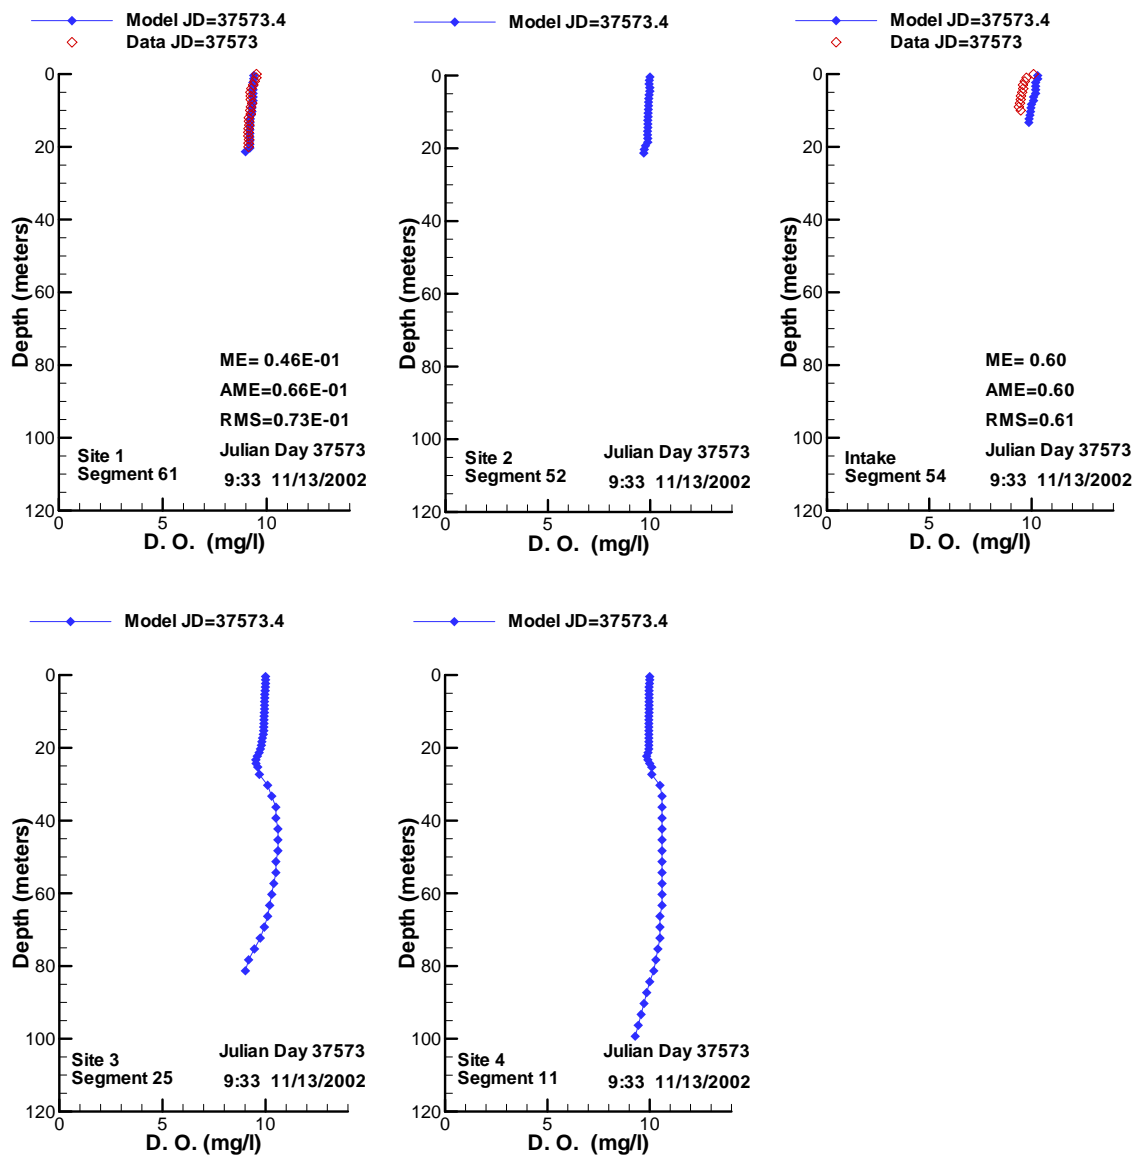 Model JD=37573.4
Data JD=37573
0
20
40
60
80
100
120
Depth (meters)
ME= 0.46E-01
AME=0.66E-01
RMS=0.73E-01
Site 1
Segment 61
Julian Day 37573
9:33 11/13/2002
0 5 10
D. O. (mg/l)
Model JD=37573.4
0
20
40
60
80
100
120
Depth (meters)
Site 2
Segment 52
Julian Day 37573
9:33 11/13/2002
0 5 10
D. O. (mg/l)
Model JD=37573.4
Data JD=37573
0
20
40
60
80
100
120
Depth (meters)
ME= 0.60
AME=0.60
RMS=0.61
Intake
Segment 54
Julian Day 37573
9:33 11/13/2002
0 5 10
D. O. (mg/l)
Model JD=37573.4
0
20
40
60
80
100
120
Depth (meters)
Site 3
Segment 25
Julian Day 37573
9:33 11/13/2002
0 5 10
D. O. (mg/l)
Model JD=37573.4
0
20
40
60
80
100
120
Depth (meters)
Site 4
Segment 11
Julian Day 37573
9:33 11/13/2002
0 5 10
D. O. (mg/l)